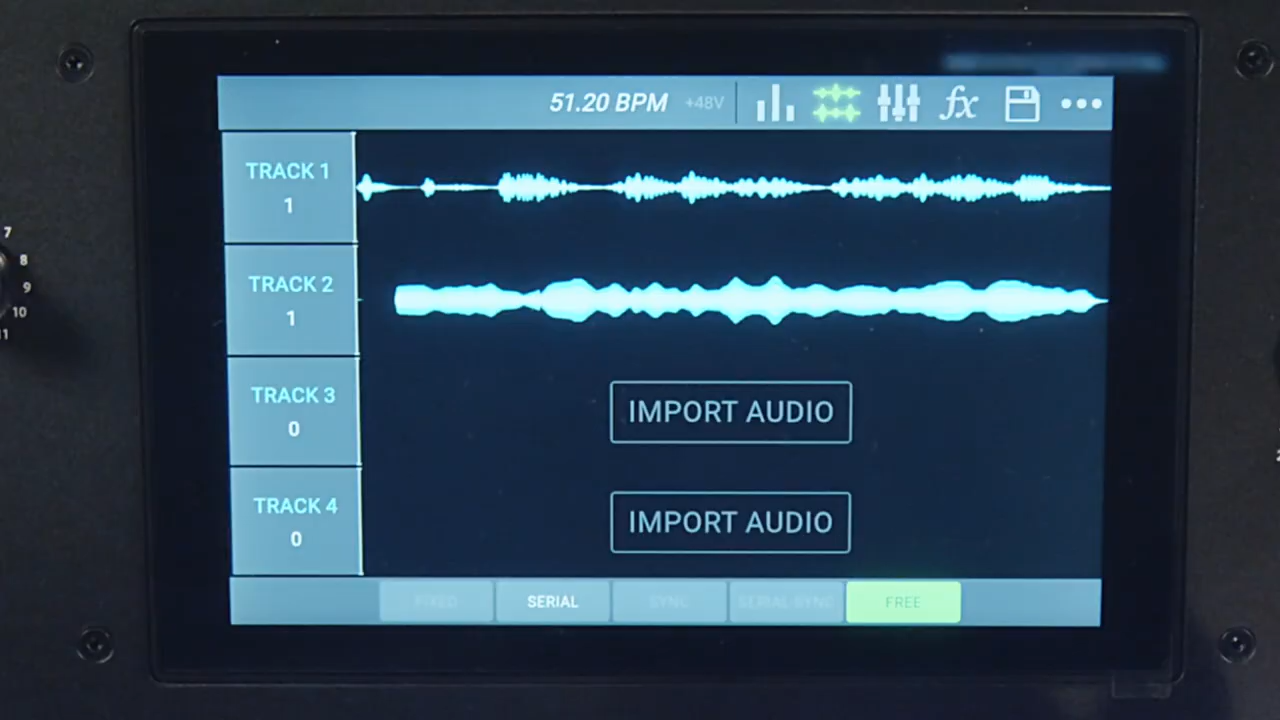 51.20 BPM +48V fx
TRACK 1
1
TRACK 2
1
TRACK 3
0
IMPORT AUDIO
TRACK 4
0
IMPORT AUDIO
FIXED SERIAL SYNC SERIAL SYNC FREE
7
8
9
10
11